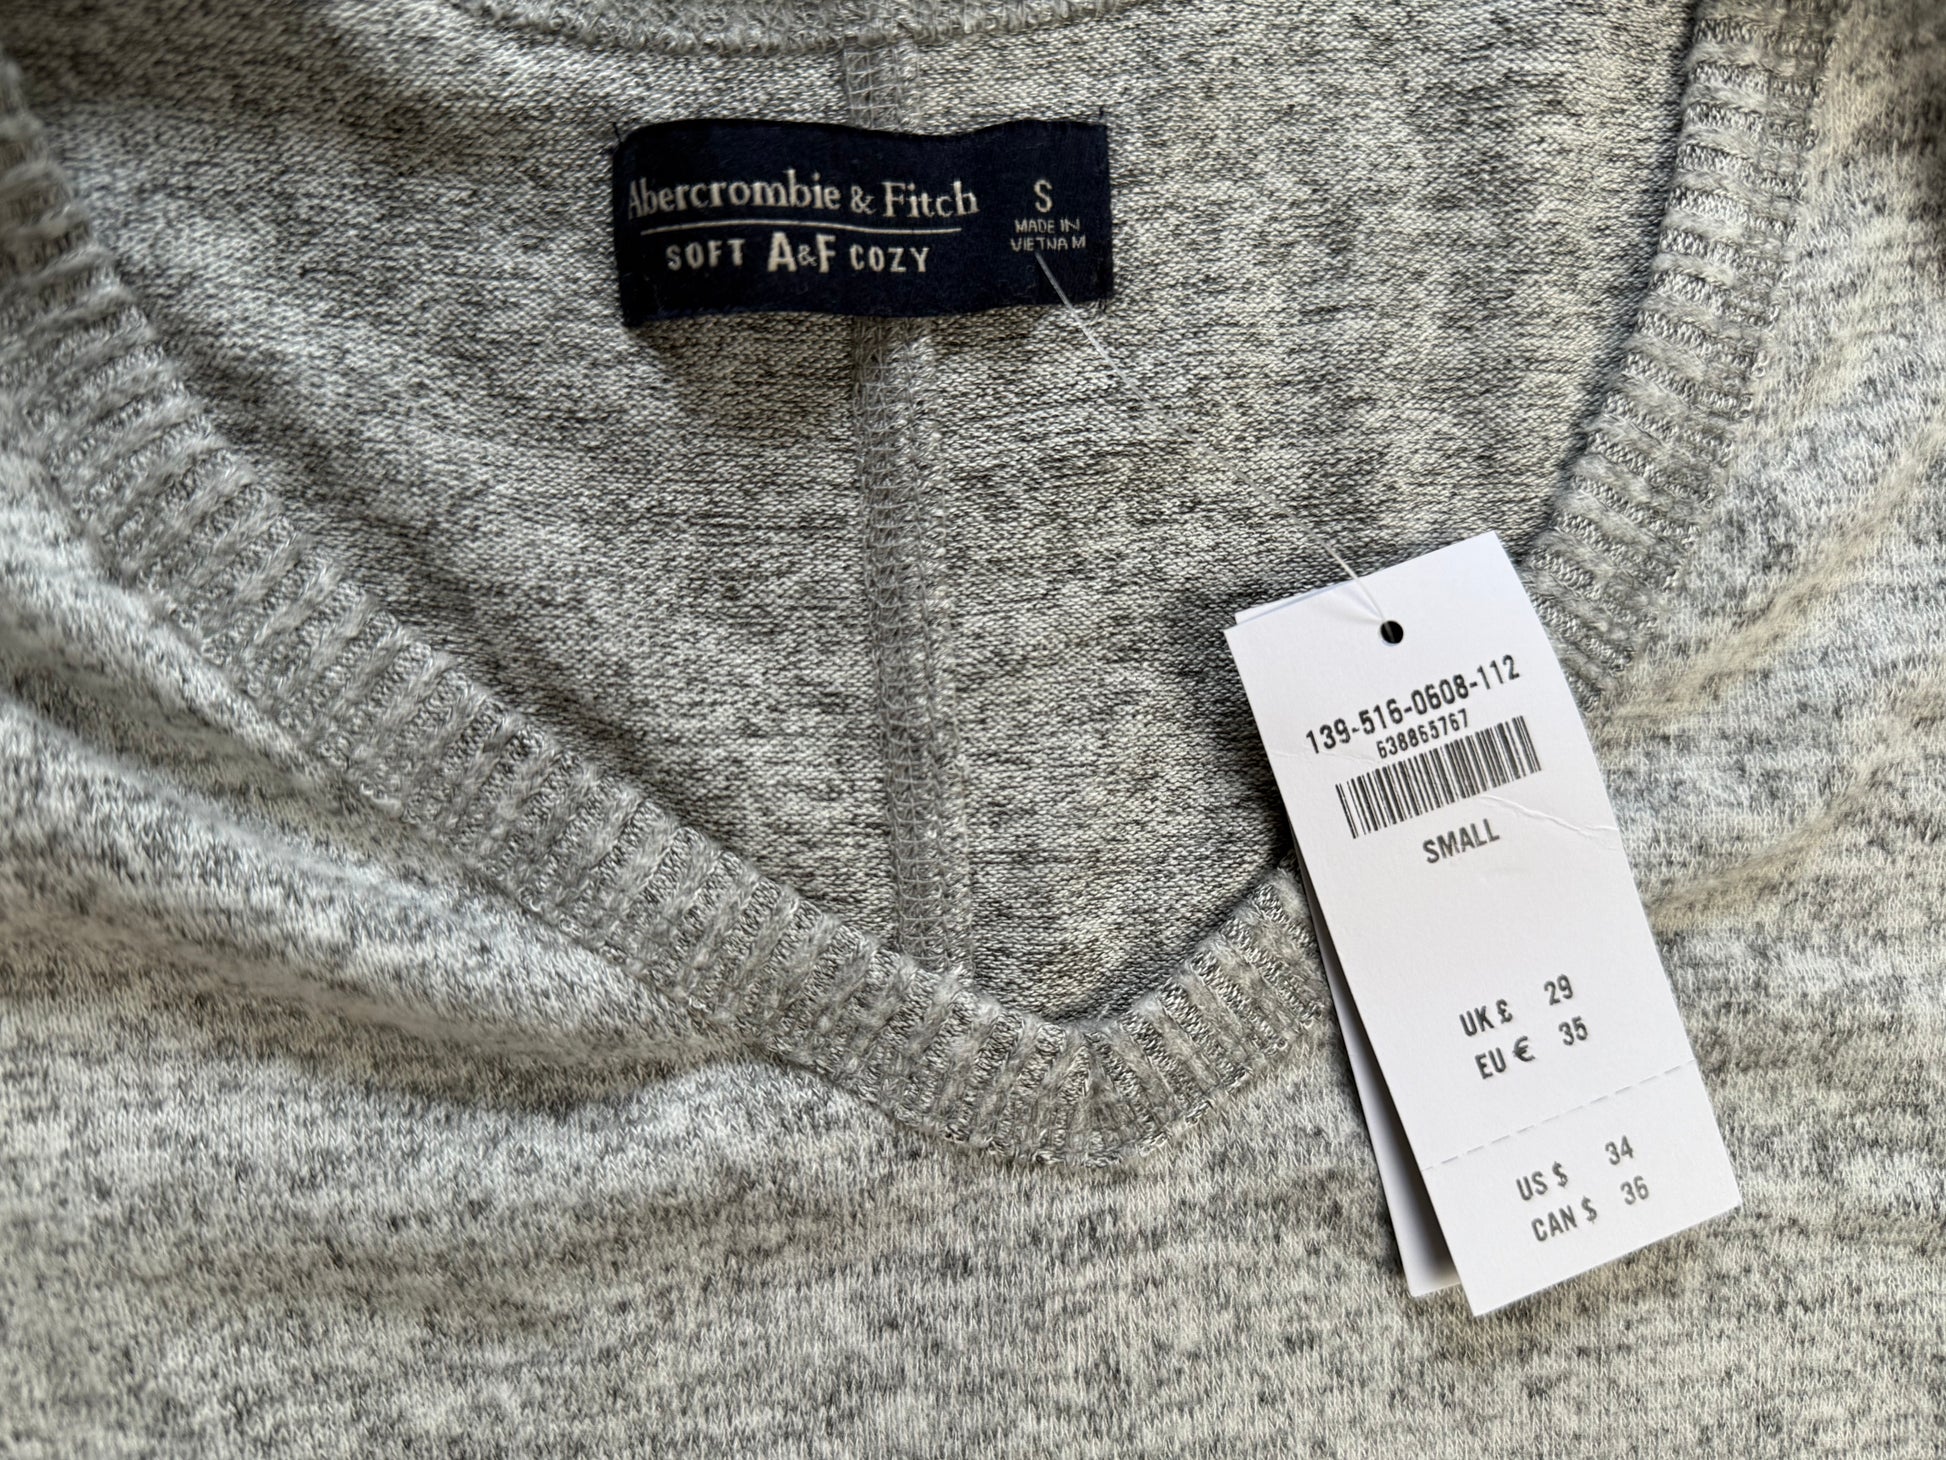 Abercrombie & Fitch
SOFT A&F COZY
S
MADE IN
VIETNAM
139-516-0608-112
638865767
SMALL
UK £ 29
EU € 35
US $ 34
CAN $ 36